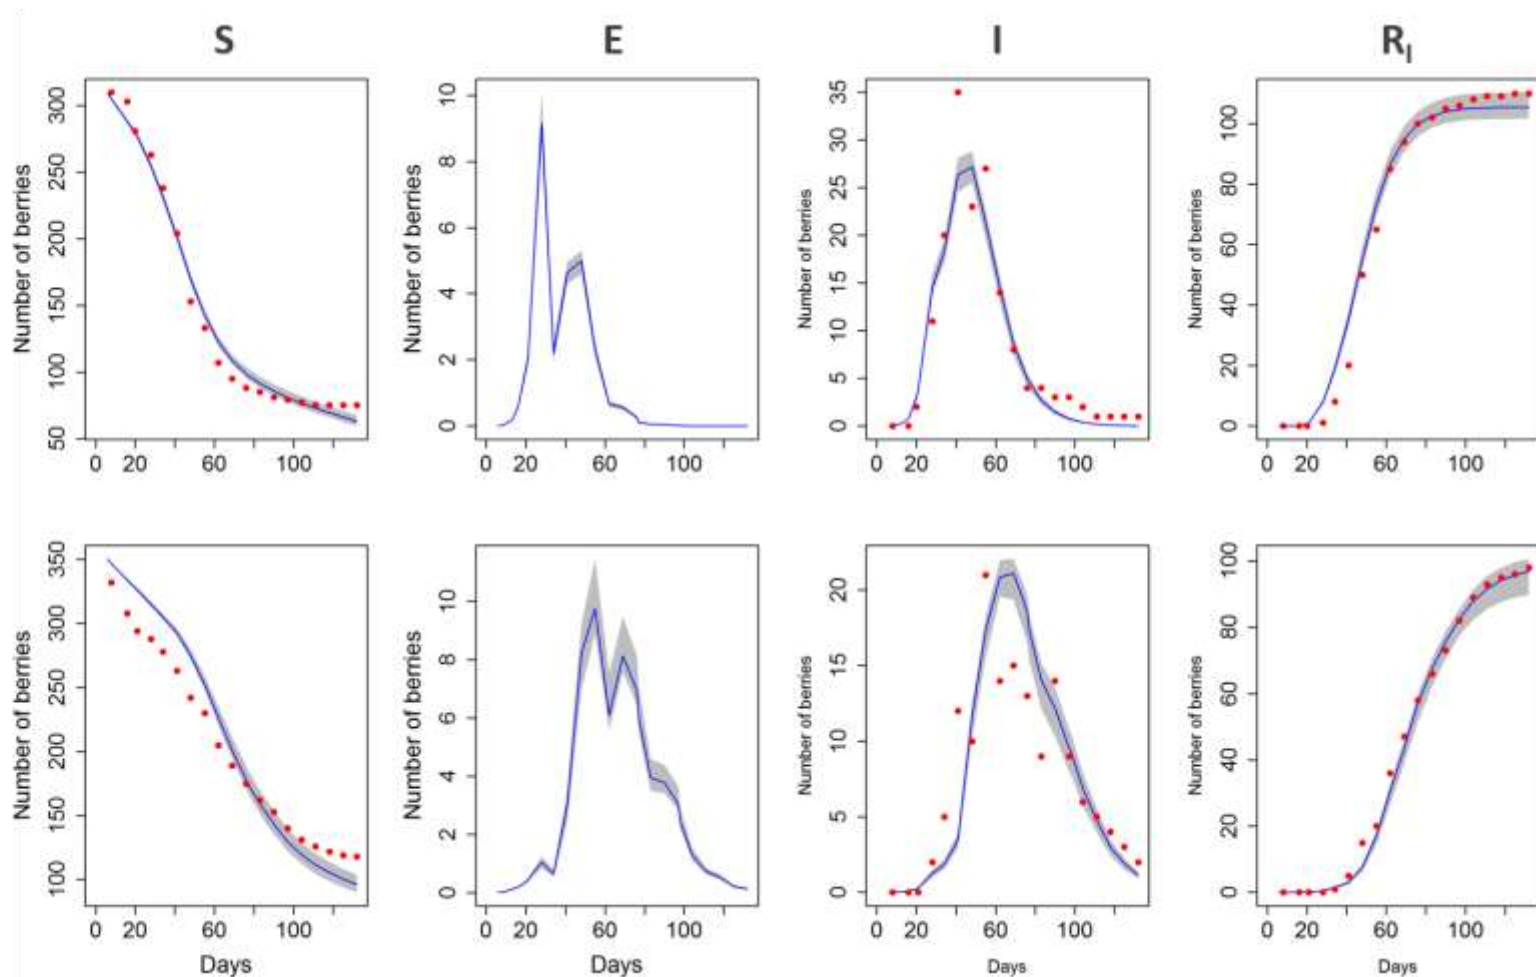 S
E
I
R_I
Number of berries
50 100 150 200 250 300
0 20 60 100
Number of berries
0 2 4 6 8 10
0 20 60 100
Number of berries
0 5 10 15 20 25 30 35
0 20 60 100
Number of berries
0 20 40 60 80 100
0 20 60 100
Number of berries
100 150 200 250 300 350
0 20 60 100
Days
Number of berries
0 2 4 6 8 10
0 20 60 100
Days
Number of berries
0 5 10 15 20
0 20 60 100
Days
Number of berries
0 20 40 60 80 100
0 20 60 100
Days